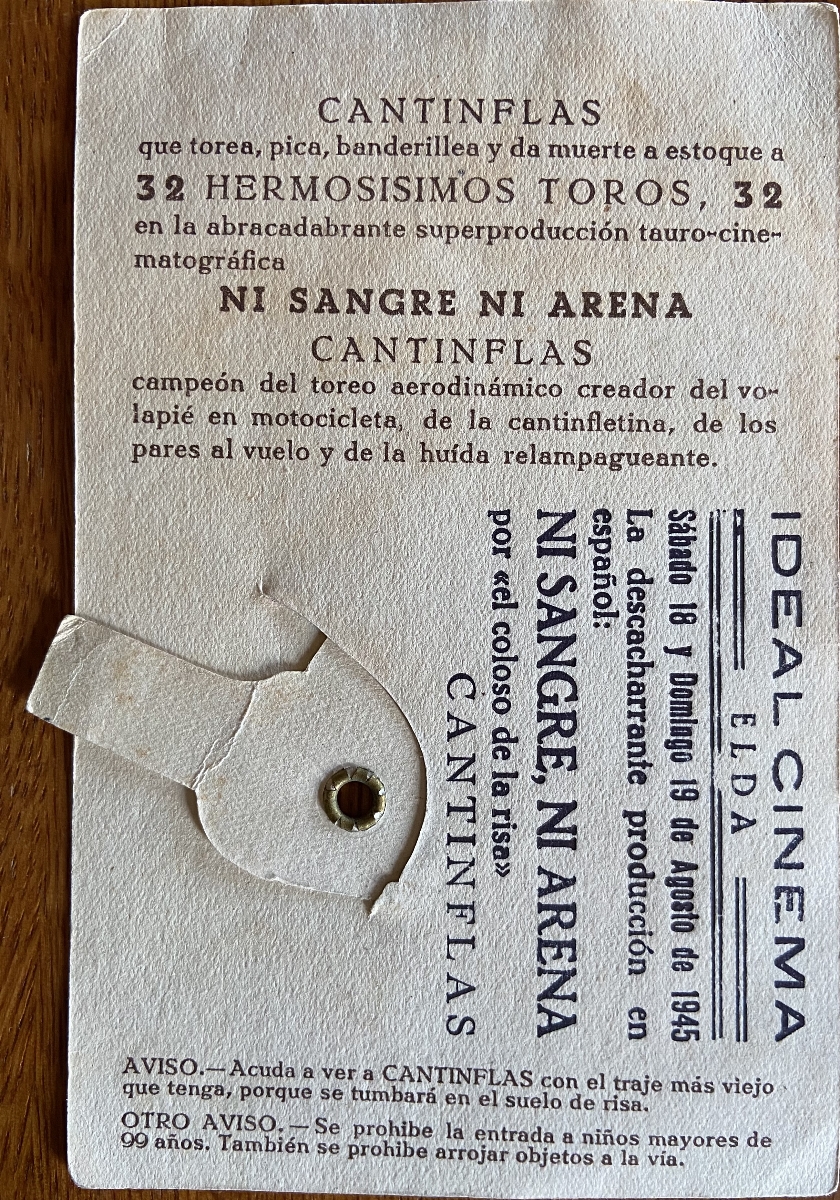 CANTINFLAS
que torea, pica, banderillea y da muerte a estoque a
32 HERMOSISIMOS TOROS, 32
en la abracadabrante superproducción tauro-cine-
matográfica
NI SANGRE NI ARENA
CANTINFLAS
campeón del toreo aerodinámico creador del vo-
lapié en motocicleta, de la cantinfletina, de los
pares al vuelo y de la huída relampagueante.
IDEAL CINEMA
ELDA
Sábado 18 y Domingo 19 de Agosto de 1945
La descacharrante producción en
español:
NI SANGRE, NI ARENA
por «el coloso de la risa»
CANTINFLAS
AVISO.—Acuda a ver a CANTINFLAS con el traje más viejo
que tenga, porque se tumbará en el suelo de risa.
OTRO AVISO.—Se prohibe la entrada a niños mayores de
99 años. También se prohibe arrojar objetos a la vía.